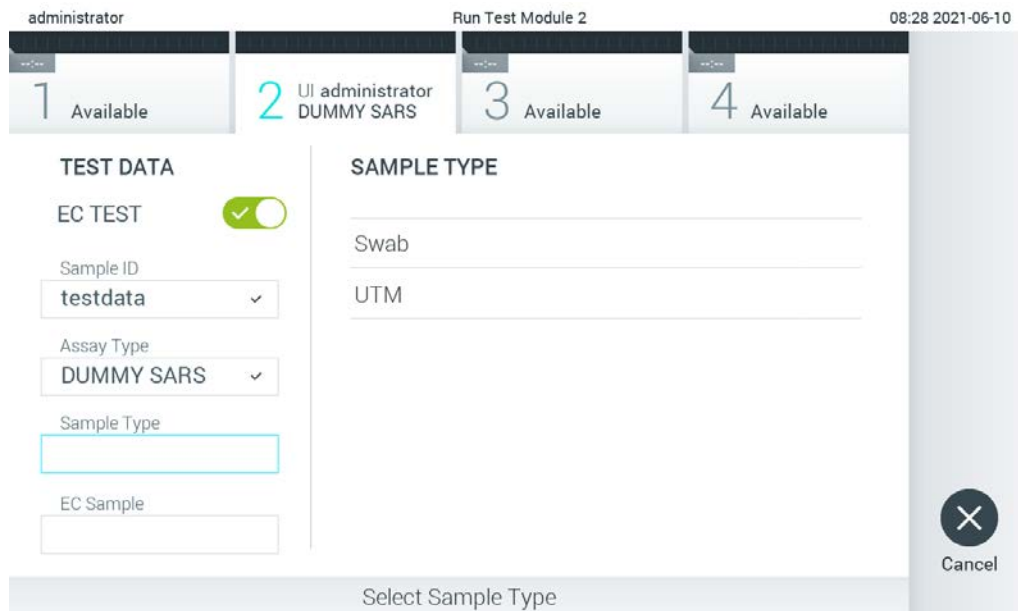 administrator
Run Test Module 2
08:28 2021-06-10
--:--
1 Available
2 UI administrator
DUMMY SARS
--:--
3 Available
--:--
4 Available
TEST DATA
EC TEST
Sample ID
testdata
Assay Type
DUMMY SARS
Sample Type
EC Sample
SAMPLE TYPE
Swab
UTM
Cancel
Select Sample Type